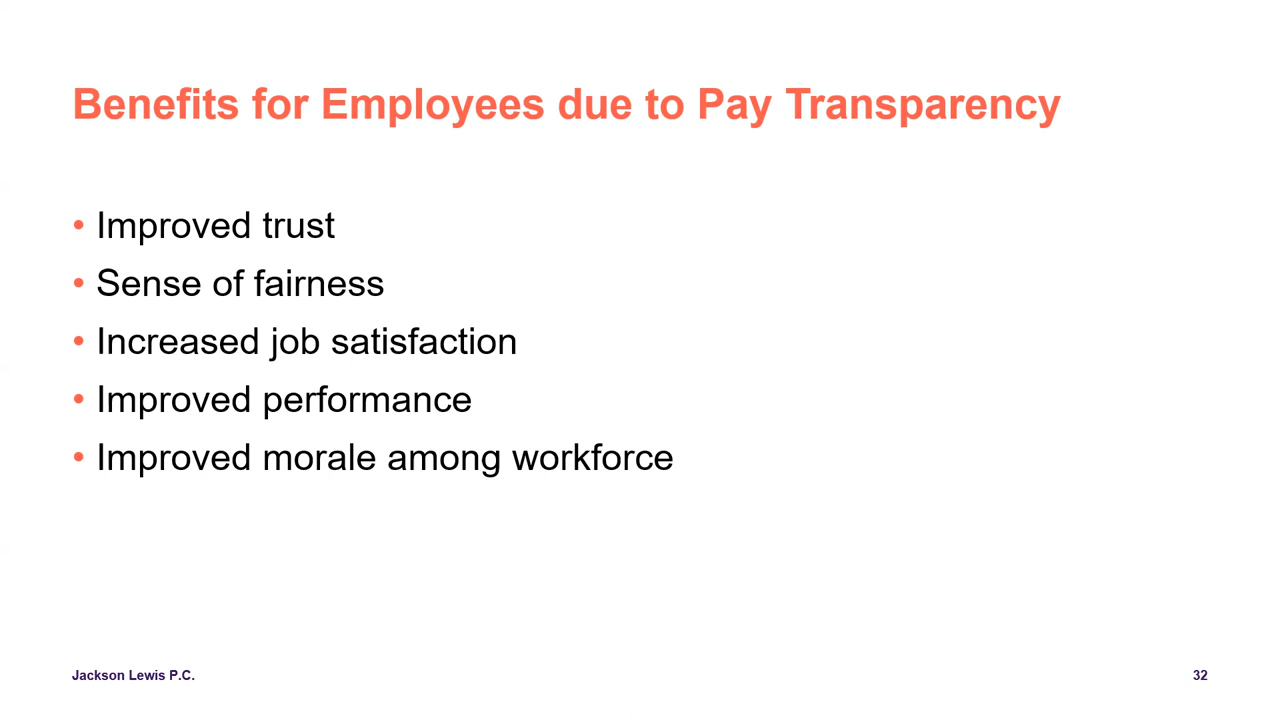 Benefits for Employees due to Pay Transparency
• Improved trust
• Sense of fairness
• Increased job satisfaction
• Improved performance
• Improved morale among workforce
Jackson Lewis P.C.
32